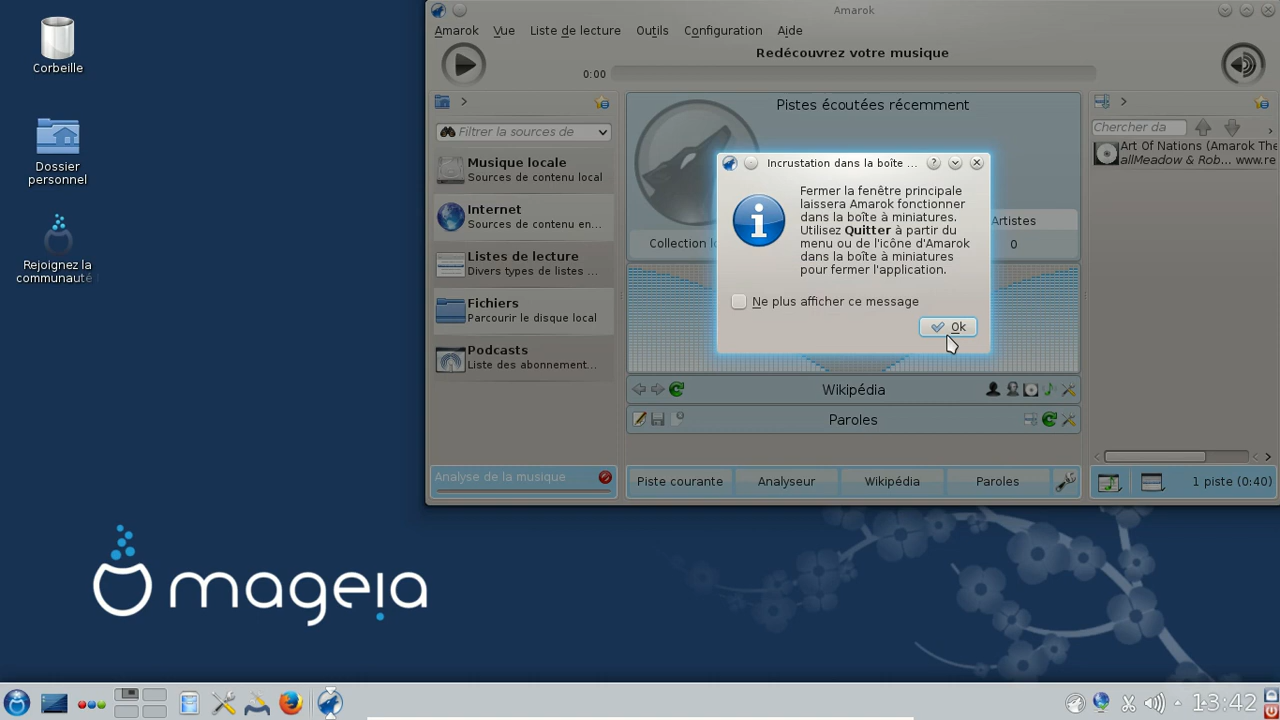 Corbeille
Dossier
personnel
Rejoignez la
communauté
mageia
Amarok
Amarok Vue Liste de lecture Outils Configuration Aide
Redécouvrez votre musique
0:00
Filtrer la sources de
Musique locale
Sources de contenu local
Internet
Sources de contenu en...
Listes de lecture
Divers types de listes ...
Fichiers
Parcourir le disque local
Podcasts
Liste des abonnement...
Analyse de la musique
Pistes écoutées récemment
Artistes
Collection lo
0
Incrustation dans la boîte ...
Fermer la fenêtre principale
laissera Amarok fonctionner
dans la boîte à miniatures.
Utilisez Quitter à partir du
menu ou de l'icône d'Amarok
dans la boîte à miniatures
pour fermer l'application.
Ne plus afficher ce message
Ok
Wikipédia
Paroles
Piste courante Analyseur Wikipédia Paroles
Chercher da
Art Of Nations (Amarok The
allMeadow & Rob... www.re
1 piste (0:40)
13:42